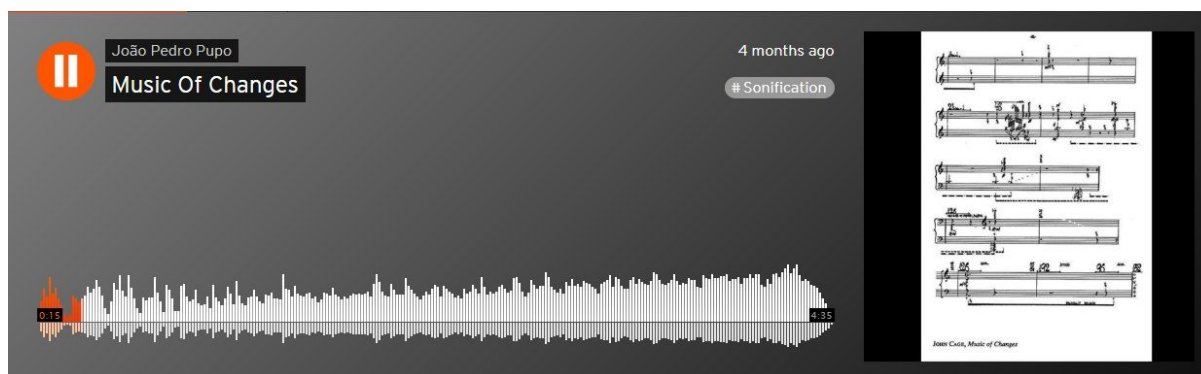 João Pedro Pupo
Music Of Changes
4 months ago
# Sonification
0:15
4:35
JOHN CAGE, Music of Changes